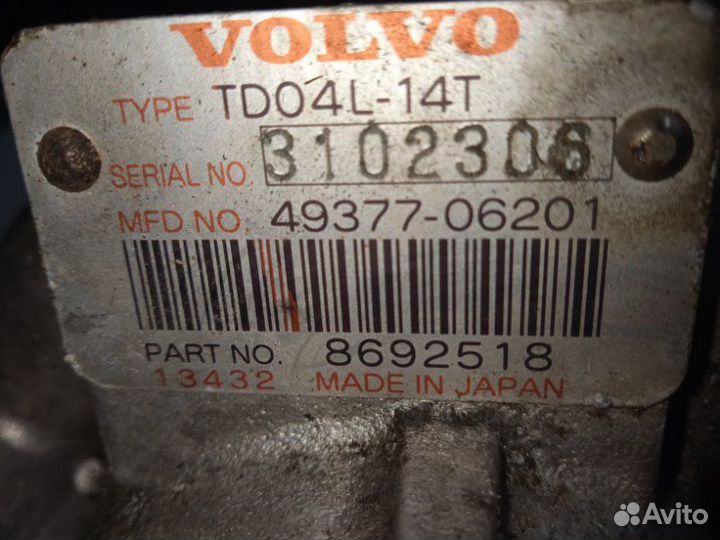 VOLVO
TYPE TD04L-14T
SERIAL NO. 3102306
MFD NO. 49377-06201
PART NO. 8692518
13432 MADE IN JAPAN
Avito